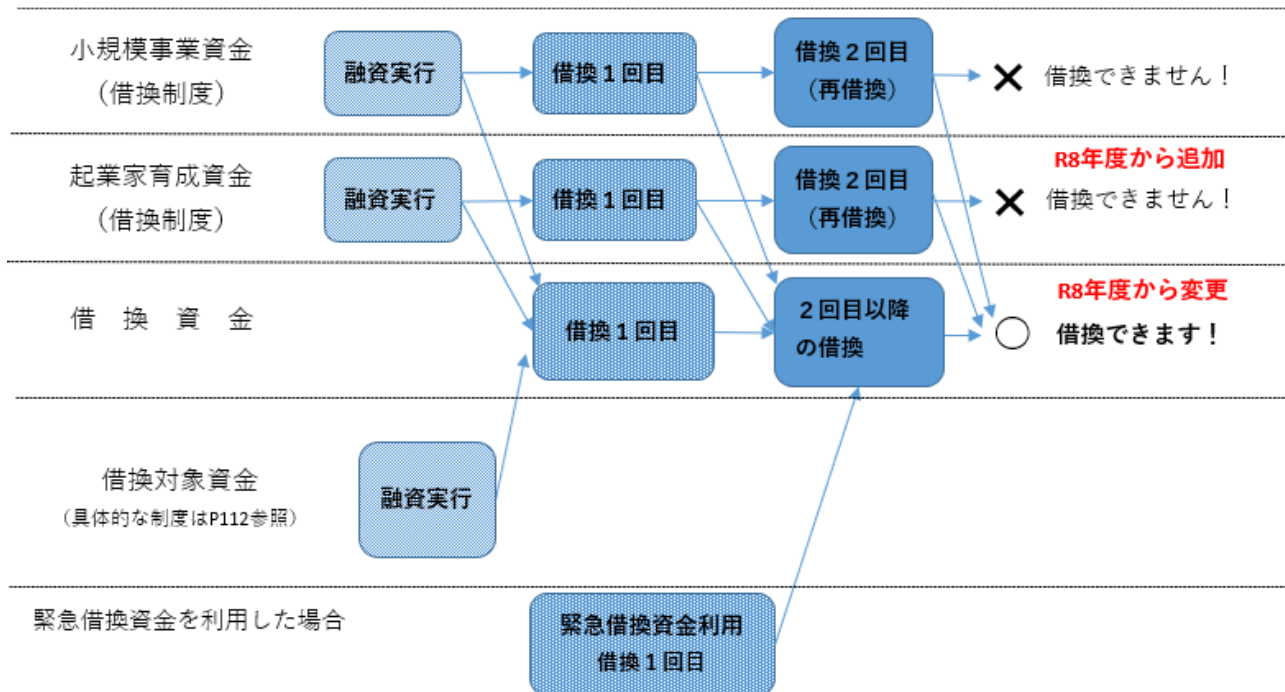 小規模事業資金
(借換制度)
融資実行
借換1回目
借換2回目
(再借換)
✕ 借換できません!
起業家育成資金
(借換制度)
融資実行
借換1回目
借換2回目
(再借換)
R8年度から追加
✕ 借換できません!
借 換 資 金
借換1回目
2回目以降
の借換
R8年度から変更
○ 借換できます!
借換対象資金
(具体的な制度はP112参照)
融資実行
緊急借換資金を利用した場合
緊急借換資金利用
借換1回目